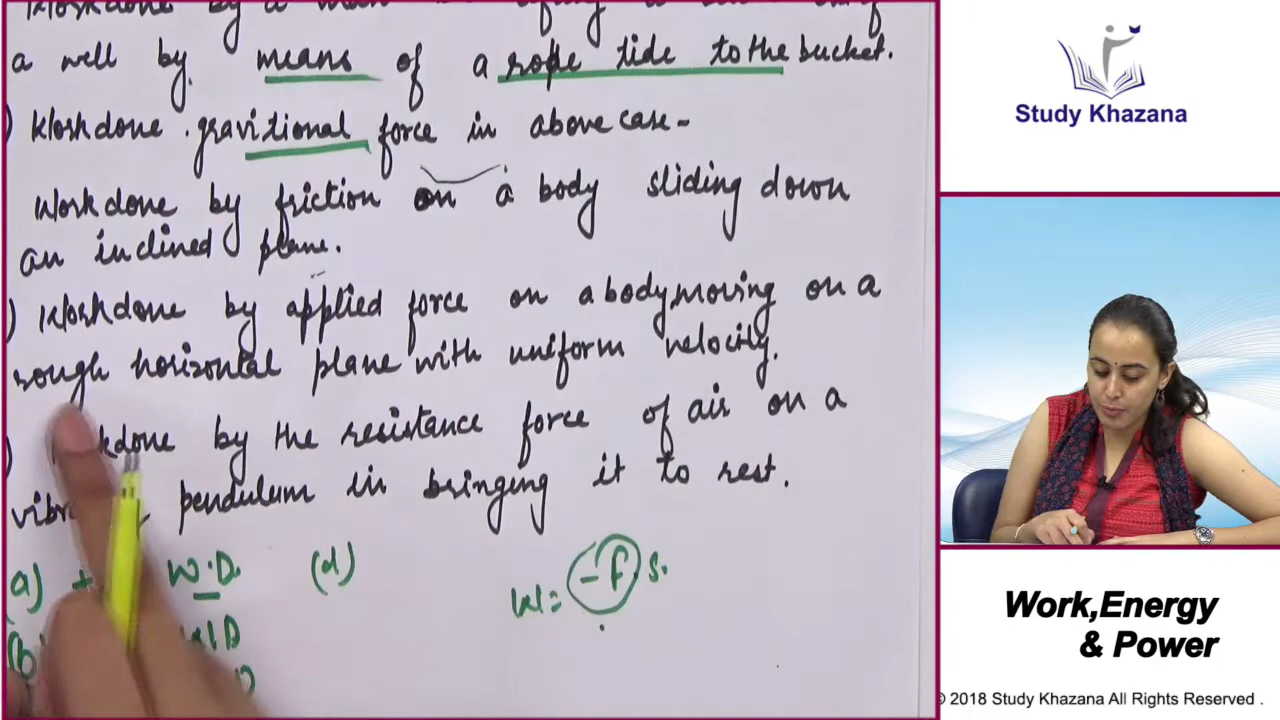 Workdone by a
a well by means of a rope tide to the bucket.
) Workdone gravitional force in above case-
Workdone by friction on a body sliding down
an inclined plane.
) Workdone by applied force on a body moving on a
rough horizontal plane with uniform velocity.
) by the resistance force of air on a
pendulum in bringing it to rest.
a) + W.D. (d)
W = -f s.
(b) W D
D
Study Khazana
Work,Energy
& Power
© 2018 Study Khazana All Rights Reserved .